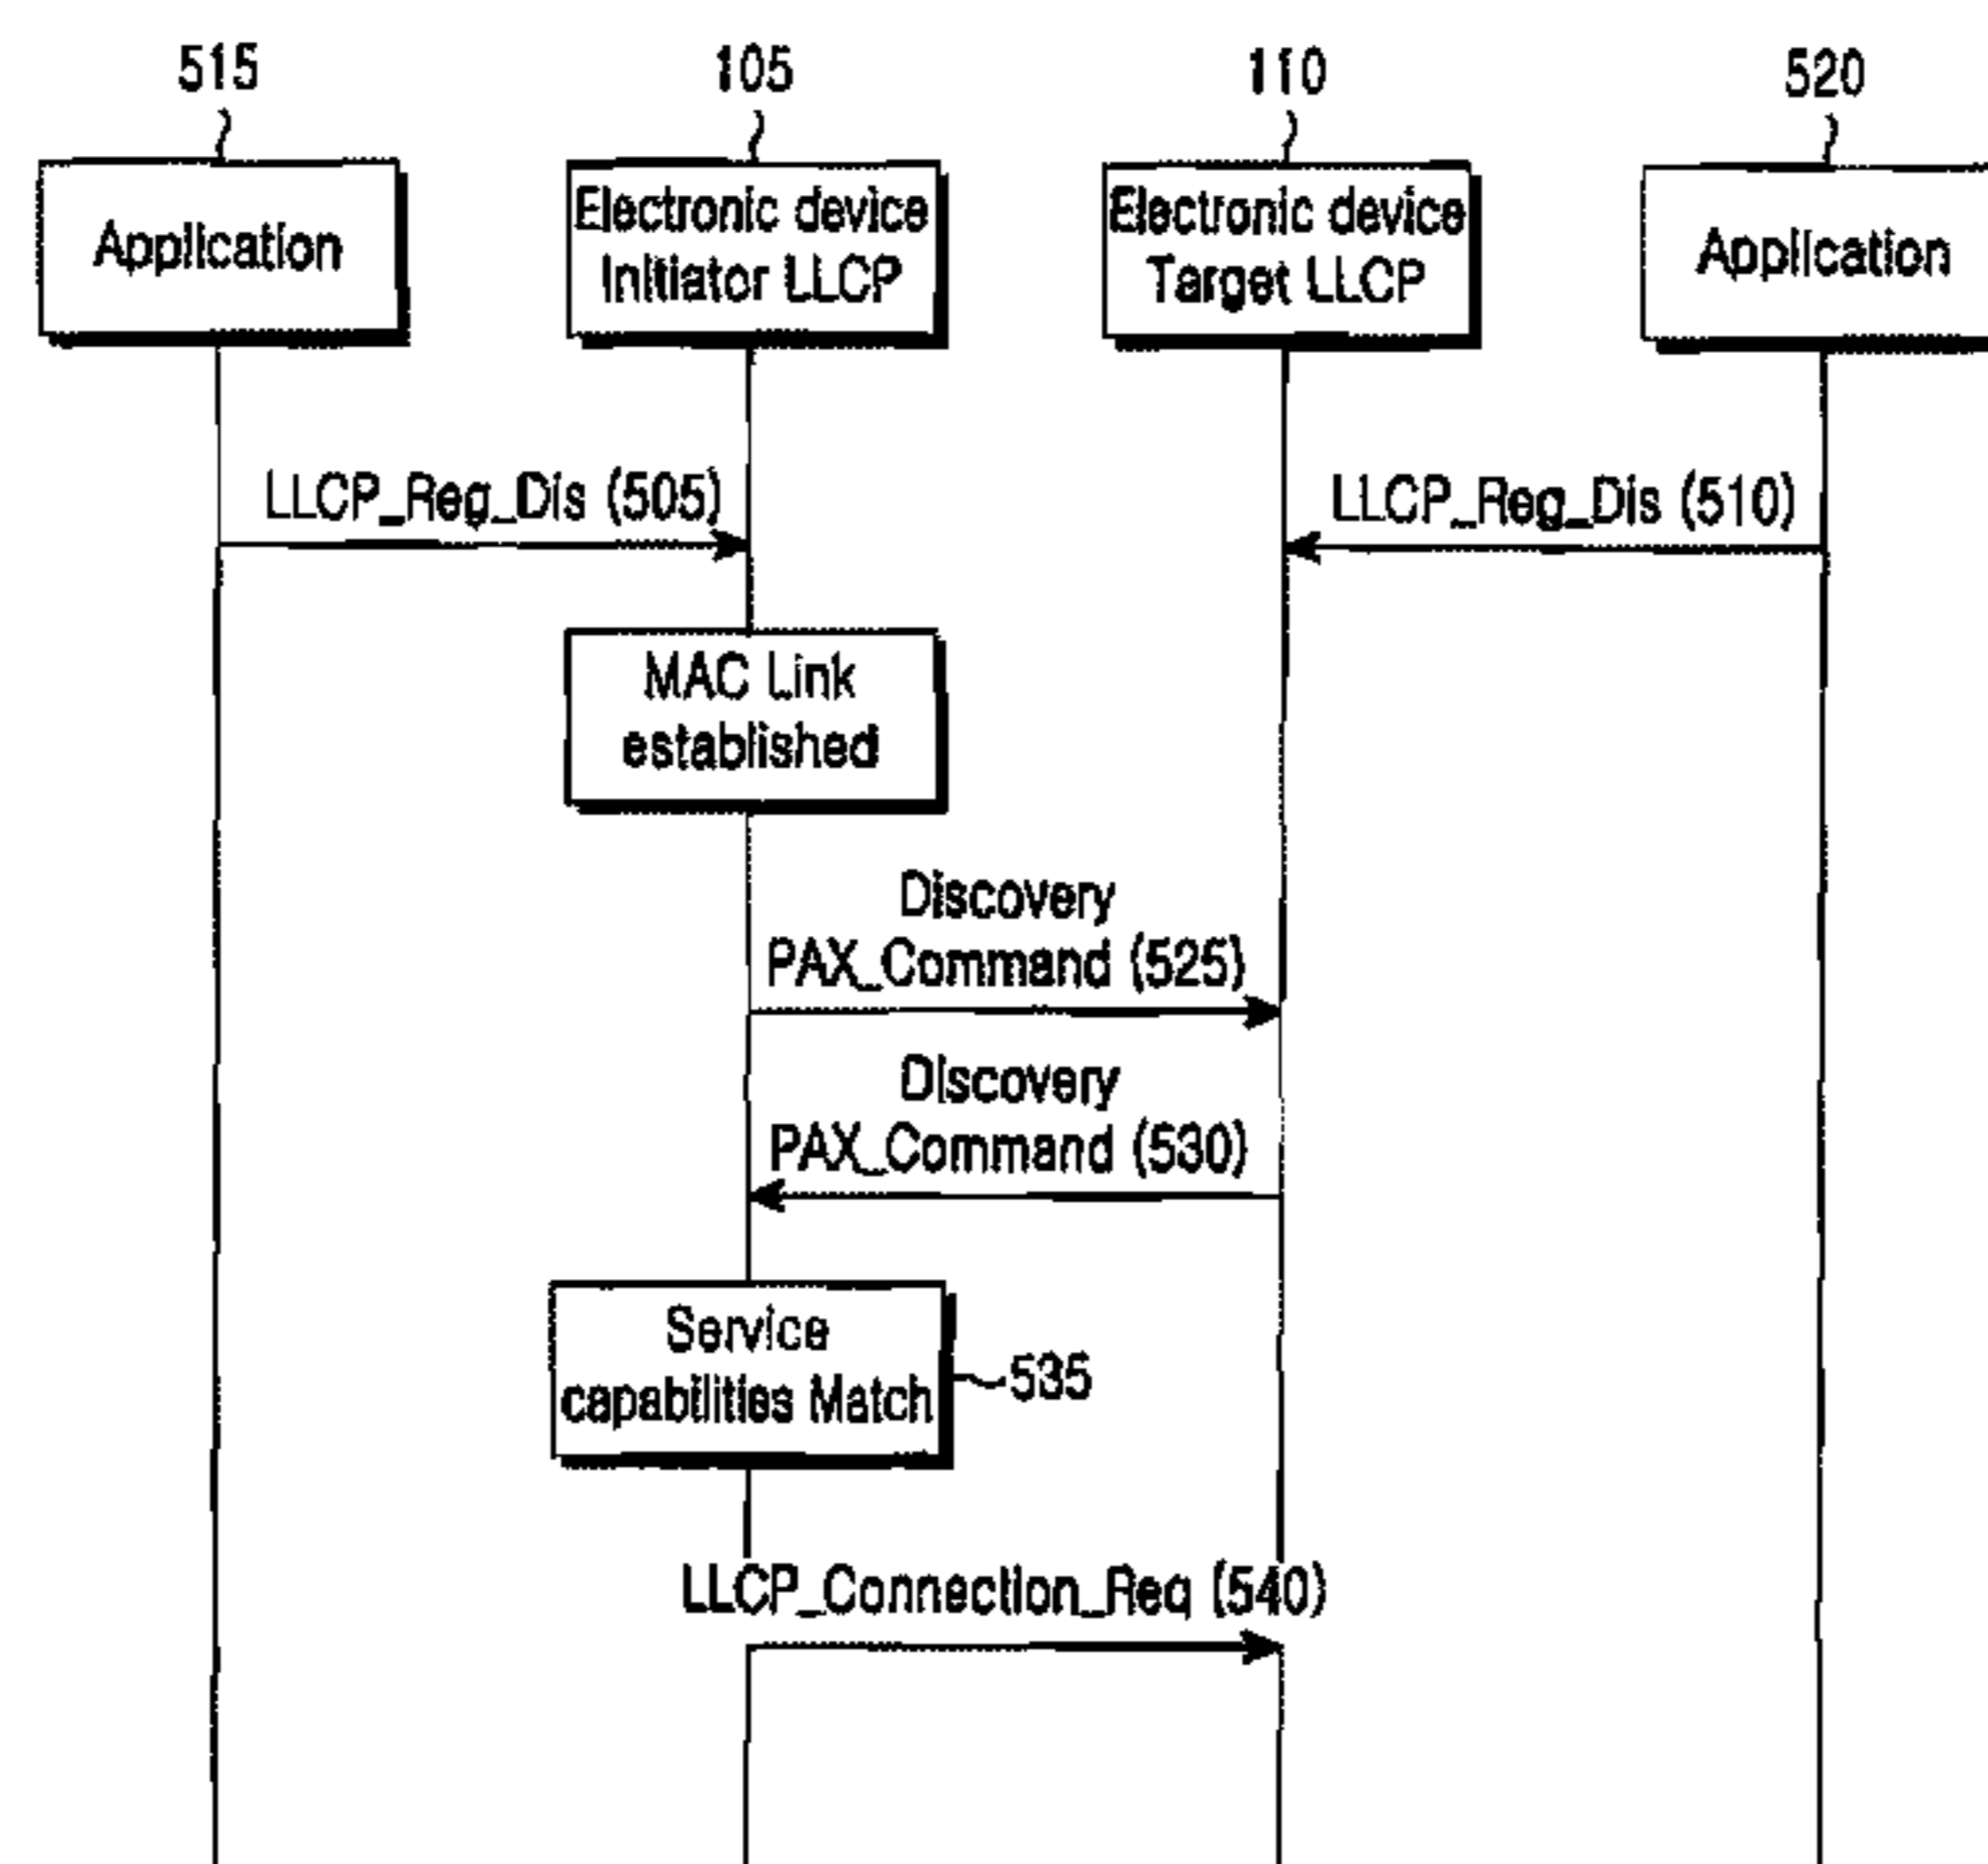 515
105
110
520
Application
Electronic device
Initiator LLCP
Electronic device
Target LLCP
Application
LLCP_Reg_Dis (505)
LLCP_Reg_Dis (510)
MAC Link
established
Discovery
PAX_Command (525)
Discovery
PAX_Command (530)
Service
capabilities Match
535
LLCP_Connection_Req (540)